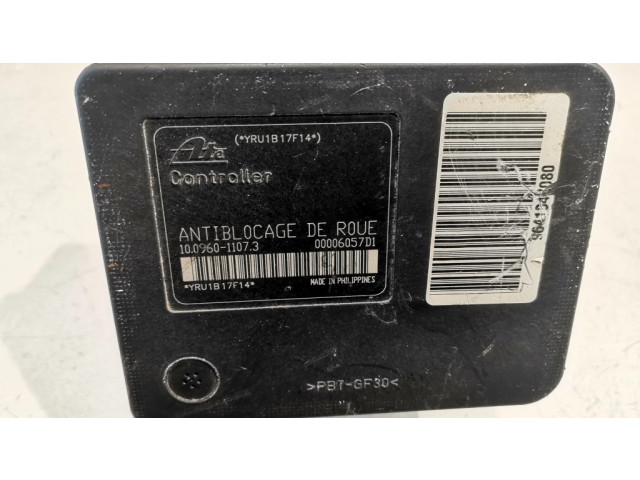 (*YRU1B17F14*)
Ate
Controller
ANTIBLOCAGE DE ROUE
10.0960-1107.3 00006057D1
*YRU1B17F14*
MADE IN PHILIPPINES
>PBT-GF30<